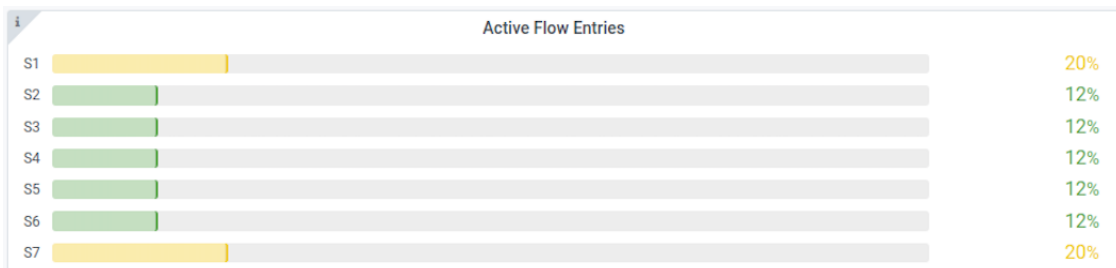 i
Active Flow Entries
S1 20%
S2 12%
S3 12%
S4 12%
S5 12%
S6 12%
S7 20%